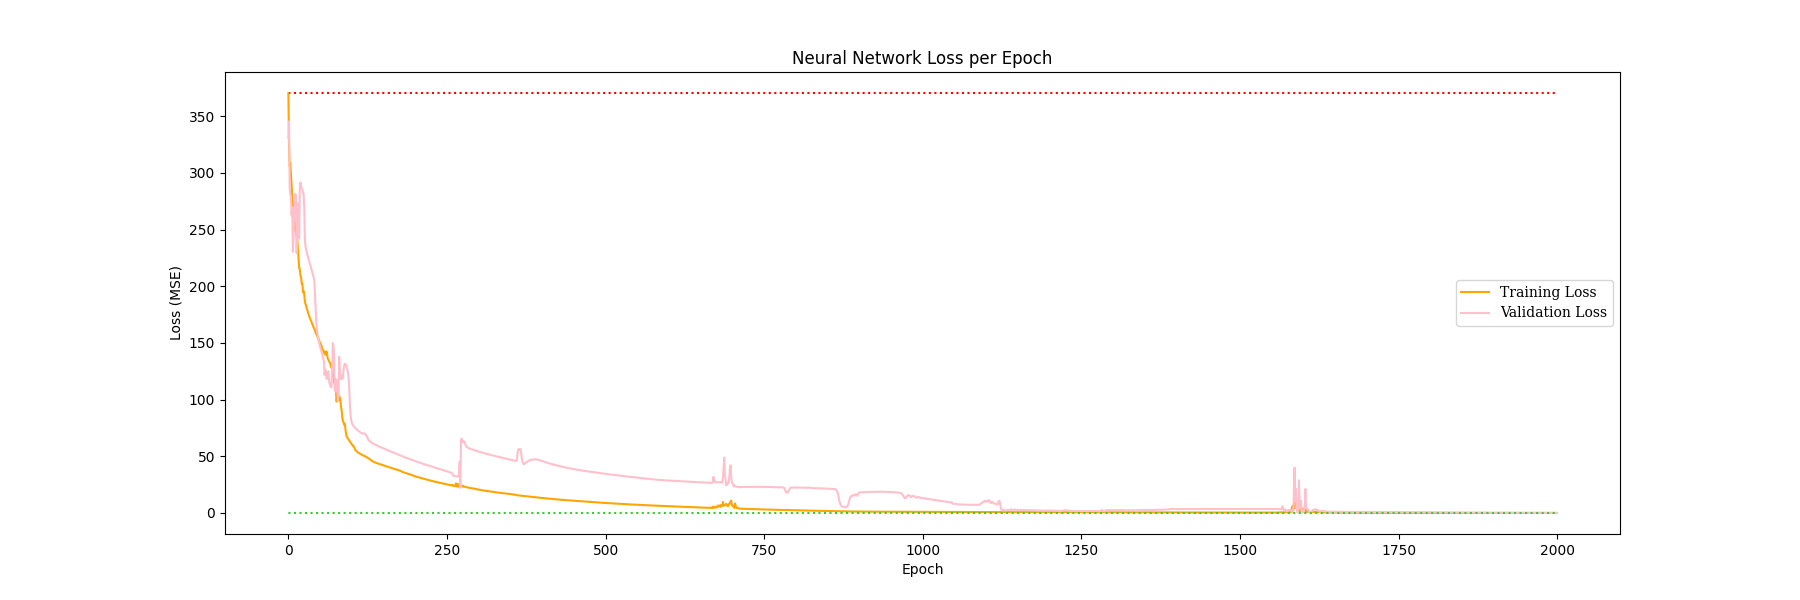 Neural Network Loss per Epoch
Loss (MSE)
350
300
250
200
150
100
50
0
Training Loss
Validation Loss
0 250 500 750 1000 1250 1500 1750 2000
Epoch